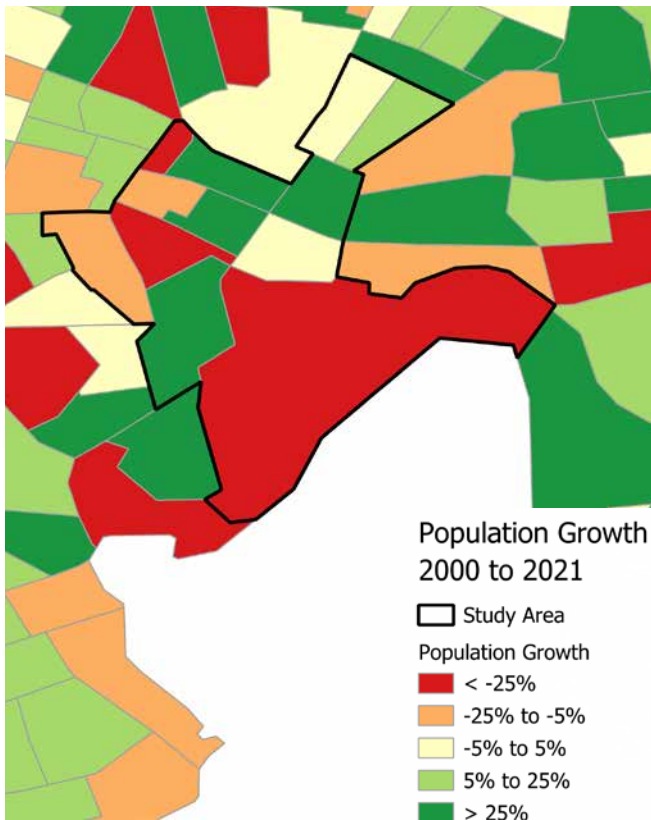 Population Growth
2000 to 2021
Study Area
Population Growth
< -25%
-25% to -5%
-5% to 5%
5% to 25%
> 25%